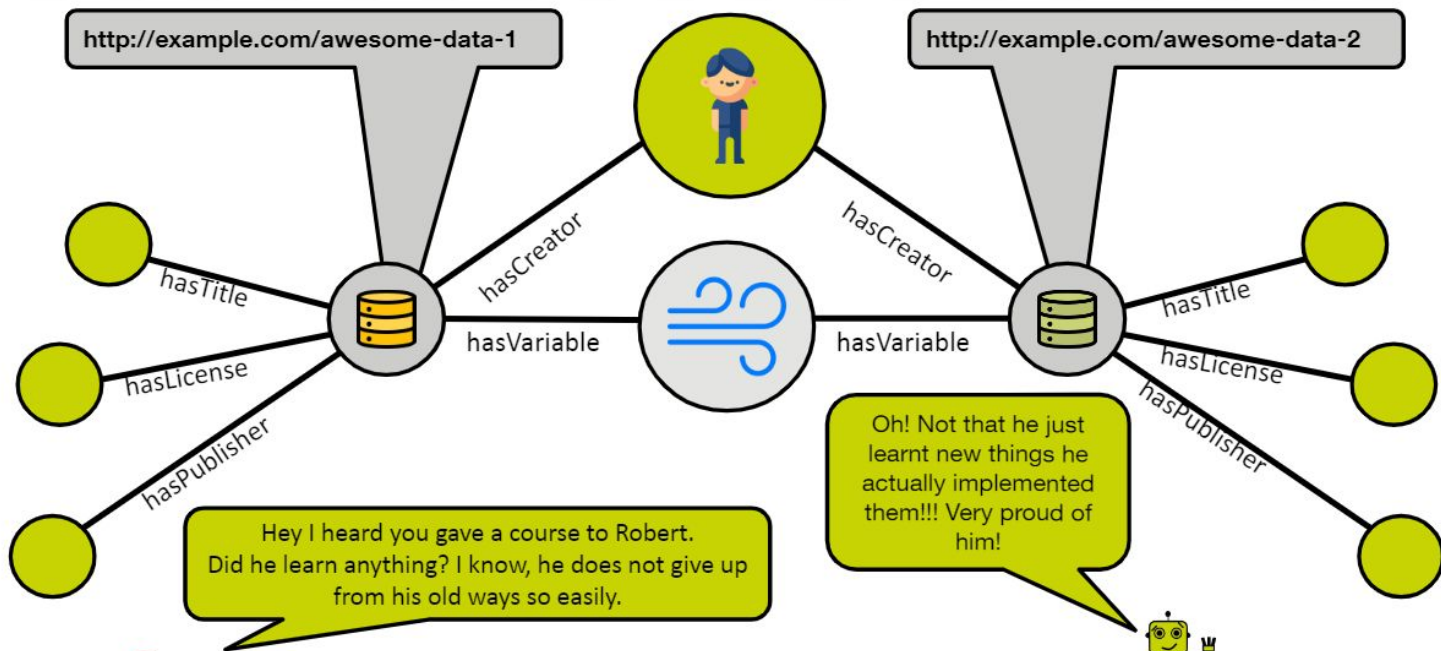 http://example.com/awesome-data-1
http://example.com/awesome-data-2
hasCreator
hasCreator
hasTitle
hasTitle
hasVariable
hasVariable
hasLicense
hasLicense
hasPublisher
hasPublisher
Oh! Not that he just
learnt new things he
actually implemented
them!!! Very proud of
him!
Hey I heard you gave a course to Robert.
Did he learn anything? I know, he does not give up
from his old ways so easily.